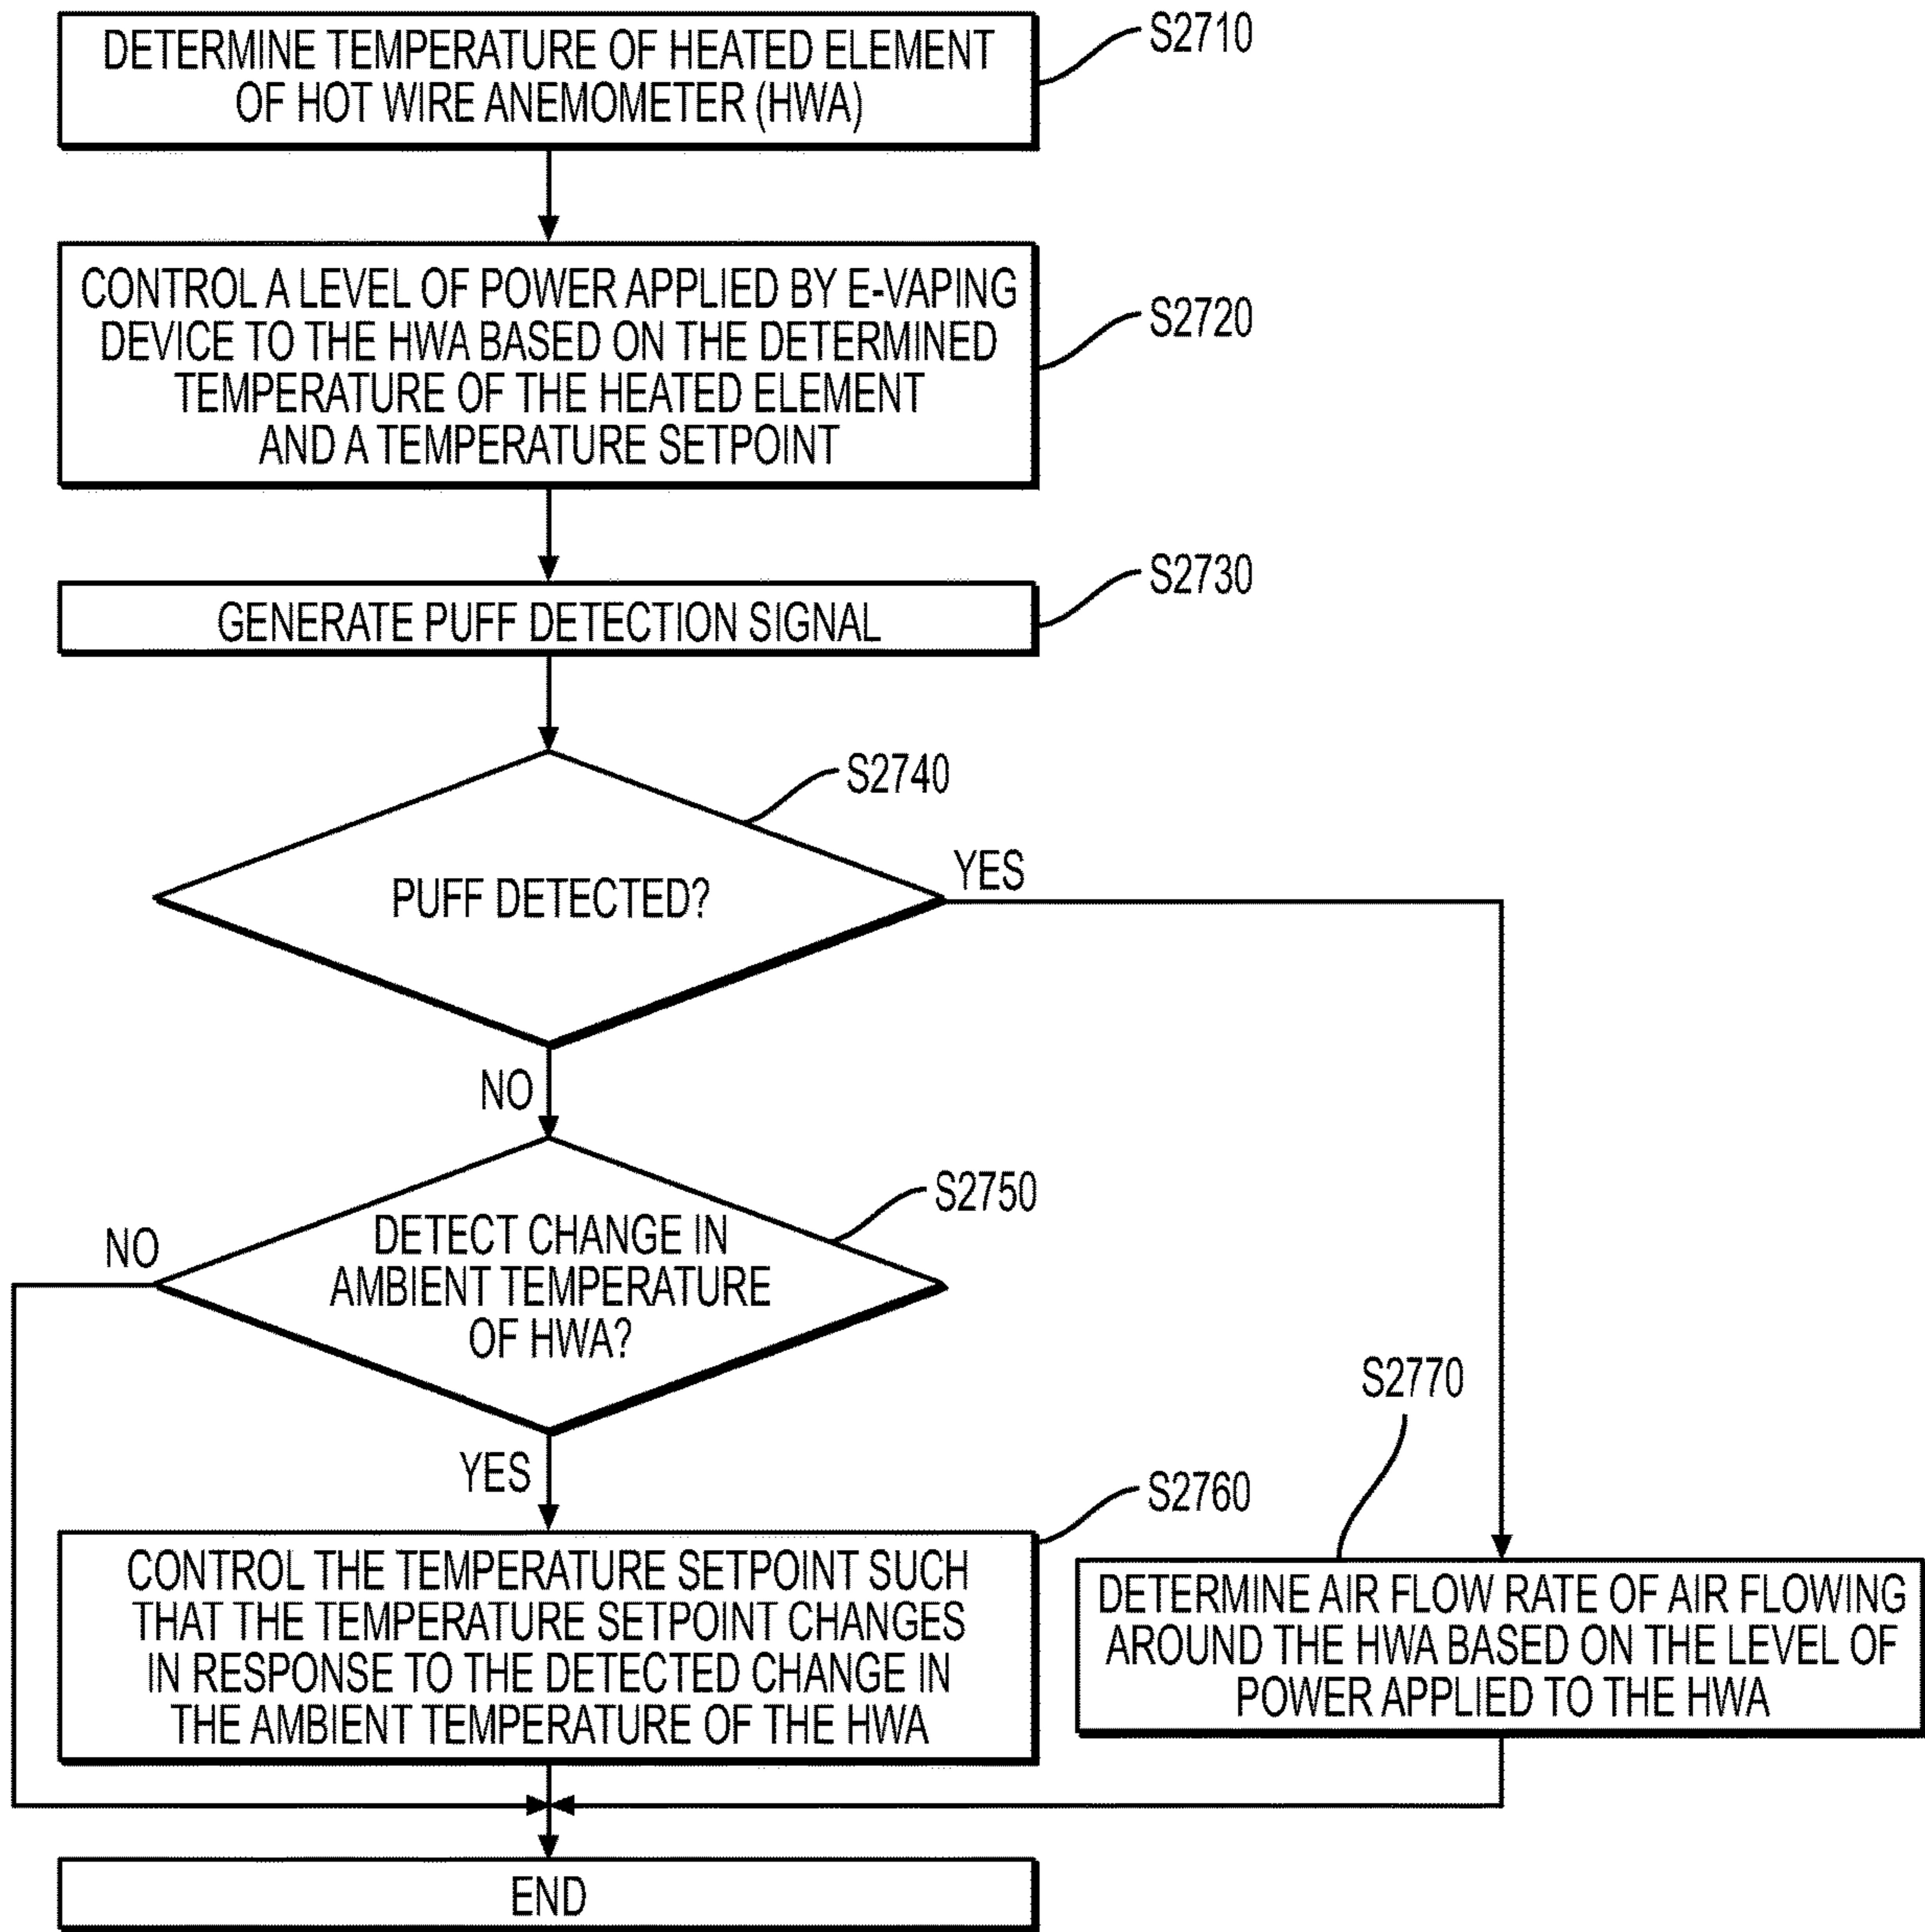 DETERMINE TEMPERATURE OF HEATED ELEMENT
OF HOT WIRE ANEMOMETER (HWA)
S2710
CONTROL A LEVEL OF POWER APPLIED BY E-VAPING
DEVICE TO THE HWA BASED ON THE DETERMINED
TEMPERATURE OF THE HEATED ELEMENT
AND A TEMPERATURE SETPOINT
S2720
GENERATE PUFF DETECTION SIGNAL
S2730
PUFF DETECTED?
S2740
YES
NO
DETECT CHANGE IN
AMBIENT TEMPERATURE
OF HWA?
S2750
NO
YES
CONTROL THE TEMPERATURE SETPOINT SUCH
THAT THE TEMPERATURE SETPOINT CHANGES
IN RESPONSE TO THE DETECTED CHANGE IN
THE AMBIENT TEMPERATURE OF THE HWA
S2760
S2770
DETERMINE AIR FLOW RATE OF AIR FLOWING
AROUND THE HWA BASED ON THE LEVEL OF
POWER APPLIED TO THE HWA
END